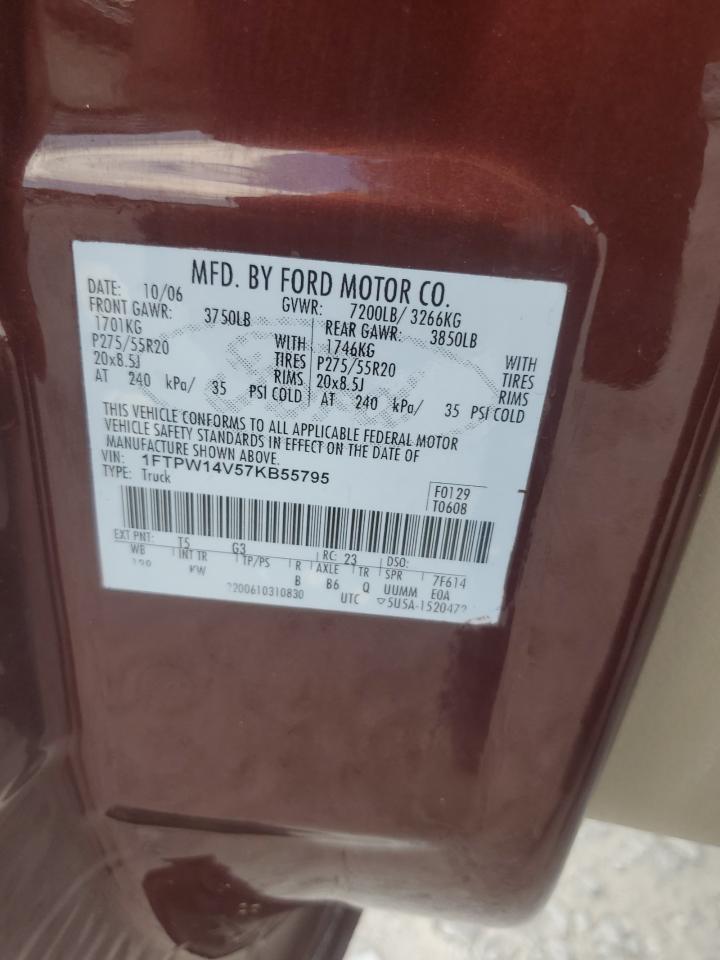 MFD. BY FORD MOTOR CO.
DATE: 10/06 GVWR: 7200LB/ 3266KG
FRONT GAWR: 3750LB REAR GAWR: 3850LB
1701KG WITH 1746KG WITH
P275/55R20 TIRES P275/55R20 TIRES
20x8.5J RIMS 20x8.5J RIMS
AT 240 kPa/ 35 PSI COLD AT 240 kPa/ 35 PSI COLD
THIS VEHICLE CONFORMS TO ALL APPLICABLE FEDERAL MOTOR
VEHICLE SAFETY STANDARDS IN EFFECT ON THE DATE OF
MANUFACTURE SHOWN ABOVE.
VIN: 1FTPW14V57KB55795
TYPE: Truck
F0129
T0608
EXT PNT: T5 G3 RC: 23 DSO:
WB INT TR TP/PS R AXLE TR SPR 7F614
KW B B6 Q UUMM EOA
200610310830 UTC ▽5U5A-152047